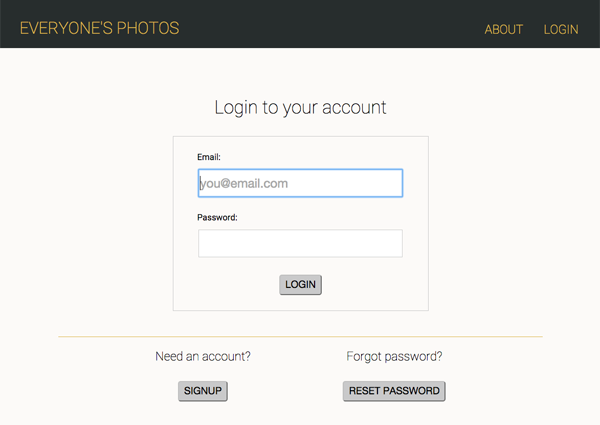 EVERYONE'S PHOTOS
ABOUT
LOGIN
Login to your account
Email:
you@email.com
Password:
LOGIN
Need an account?
Forgot password?
SIGNUP
RESET PASSWORD